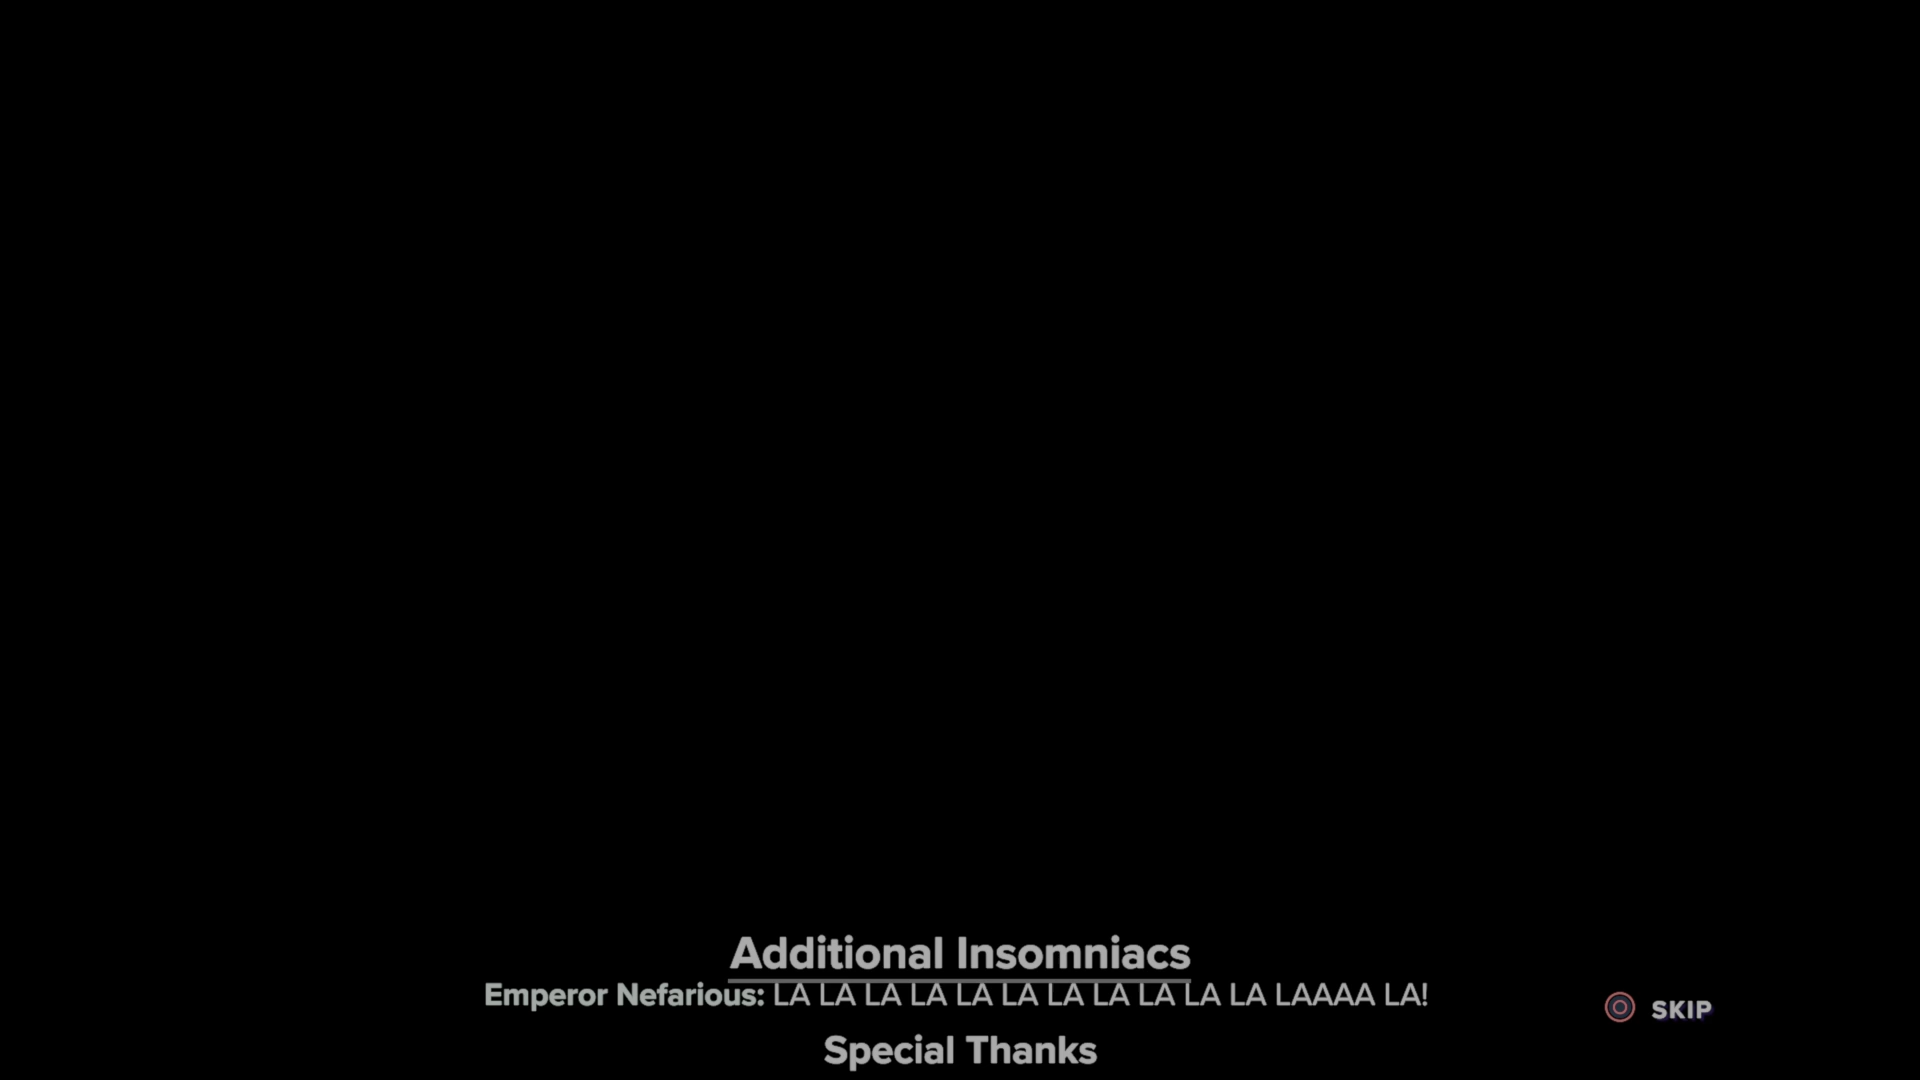 Additional Insomniacs
Emperor Nefarious: LA LA LA LA LA LA LA LA LA LA LA LAAAA LA!
SKIP
Special Thanks